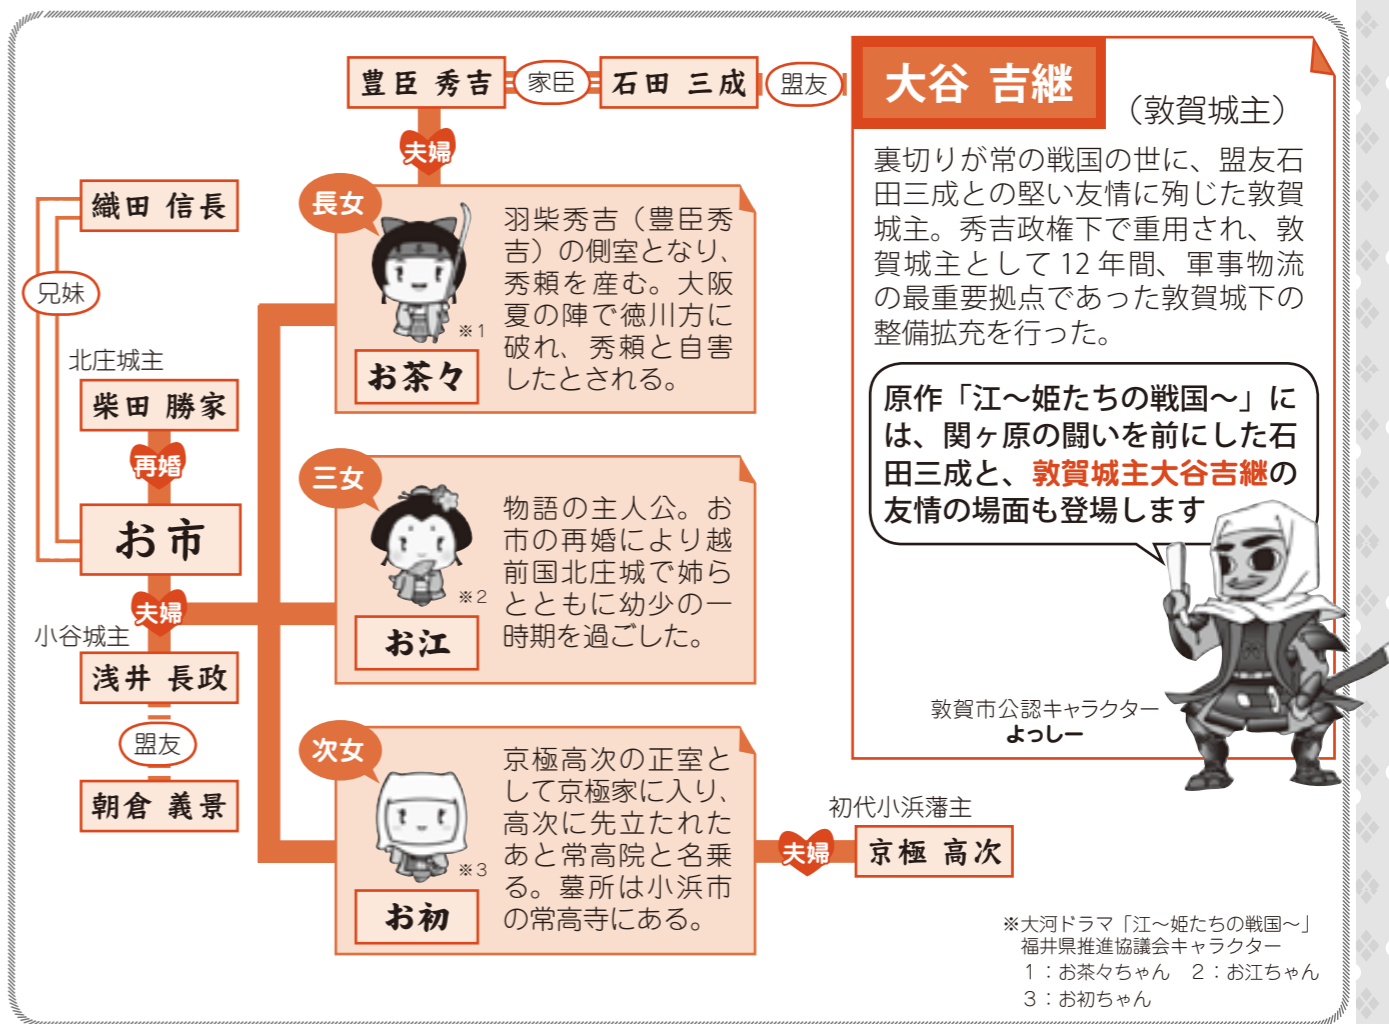 豊臣 秀吉
家臣
石田 三成
盟友
大谷 吉継
（敦賀城主）
裏切りが常の戦国の世に、盟友石
田三成との堅い友情に殉じた敦賀
城主。秀吉政権下で重用され、敦
賀城主として 12 年間、軍事物流
の最重要拠点であった敦賀城下の
整備拡充を行った。
原作「江～姫たちの戦国～」に
は、関ヶ原の闘いを前にした石
田三成と、敦賀城主大谷吉継の
友情の場面も登場します
敦賀市公認キャラクター
よっしー
夫婦
織田 信長
兄妹
北庄城主
柴田 勝家
再婚
お市
夫婦
小谷城主
浅井 長政
盟友
朝倉 義景
長女
羽柴秀吉（豊臣秀
吉）の側室となり、
秀頼を産む。大阪
夏の陣で徳川方に
破れ、秀頼と自害
したとされる。
※1
お茶々
三女
物語の主人公。お
市の再婚により越
前国北庄城で姉ら
とともに幼少の一
時期を過ごした。
※2
お江
次女
京極高次の正室と
して京極家に入り、
高次に先立たれた
あと常高院と名乗
る。墓所は小浜市
の常高寺にある。
※3
お初
夫婦
初代小浜藩主
京極 高次
※大河ドラマ「江～姫たちの戦国～」
福井県推進協議会キャラクター
1：お茶々ちゃん　2：お江ちゃん
3：お初ちゃん